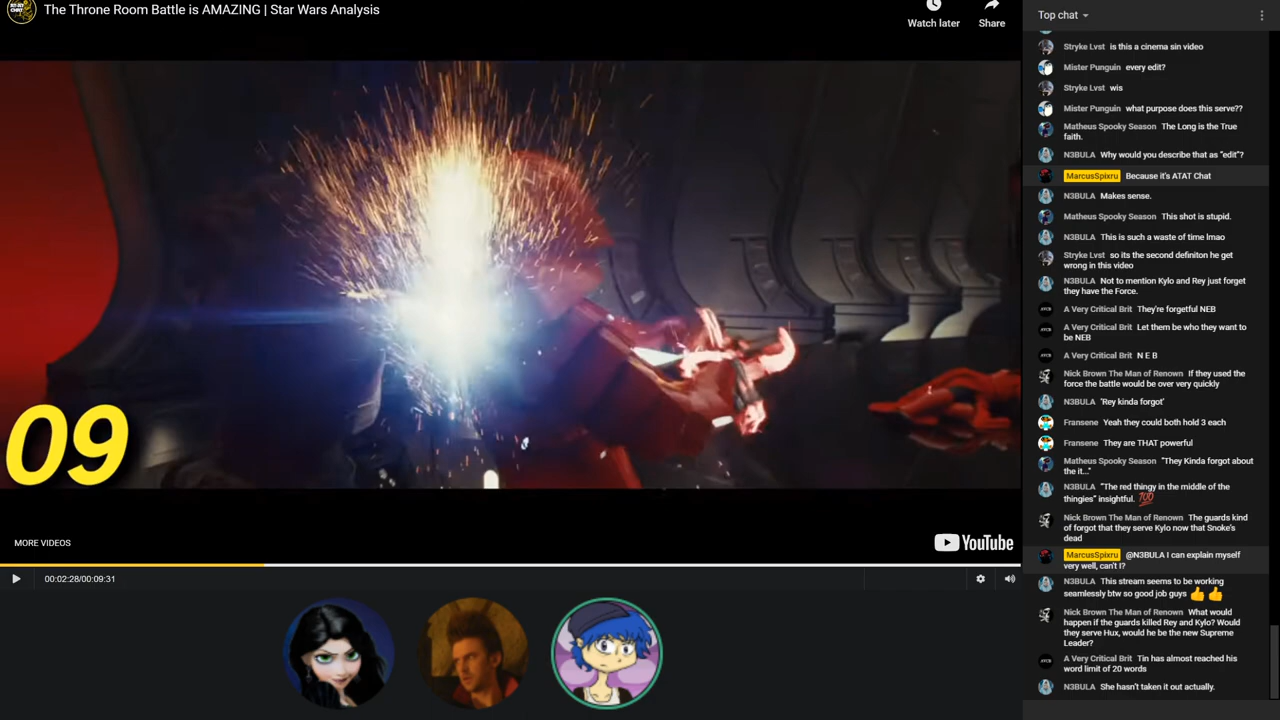 The Throne Room Battle is AMAZING | Star Wars Analysis
Watch later
Share
09
MORE VIDEOS
YouTube
00:02:28/00:09:31
Top chat
Stryke Lvst is this a cinema sin video
Mister Punguin every edit?
Stryke Lvst wis
Mister Punguin what purpose does this serve??
Matheus Spooky Season The Long is the True
faith.
N3BULA Why would you describe that as "edit"?
MarcusSpixru Because it's ATAT Chat
N3BULA Makes sense.
Matheus Spooky Season This shot is stupid.
N3BULA This is such a waste of time lmao
Stryke Lvst so its the second definiton he get
wrong in this video
N3BULA Not to mention Kylo and Rey just forget
they have the Force.
A Very Critical Brit They're forgetful NEB
A Very Critical Brit Let them be who they want to
be NEB
A Very Critical Brit N E B
Nick Brown The Man of Renown If they used the
force the battle would be over very quickly
N3BULA 'Rey kinda forgot'
Fransene Yeah they could both hold 3 each
Fransene They are THAT powerful
Matheus Spooky Season "They Kinda forgot about
the it..."
N3BULA "The red thingy in the middle of the
thingies" insightful. 💯
Nick Brown The Man of Renown The guards kind
of forgot that they serve Kylo now that Snoke's
dead
MarcusSpixru @N3BULA I can explain myself
very well, can't I?
N3BULA This stream seems to be working
seamlessly btw so good job guys 👍👍
Nick Brown The Man of Renown What would
happen if the guards killed Rey and Kylo? Would
they serve Hux, would he be the new Supreme
Leader?
A Very Critical Brit Tin has almost reached his
word limit of 20 words
N3BULA She hasn't taken it out actually.